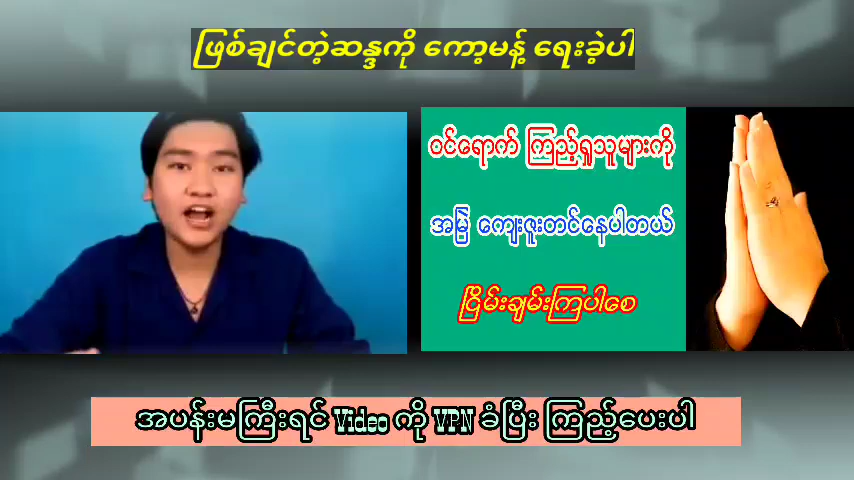 ဖြစ်ချင်တဲ့ဆန္ဒကို ကော့မန့် ရေးခဲ့ပါ
ဝင်ရောက် ကြည့်ရှုသူများကို
အမြဲ ကျေးဇူးတင်နေပါတယ်
ငြိမ်းချမ်းကြပါစေ
အပန်းမကြီးရင် Video ကို VPN ခံပြီး ကြည့်ပေးပါ